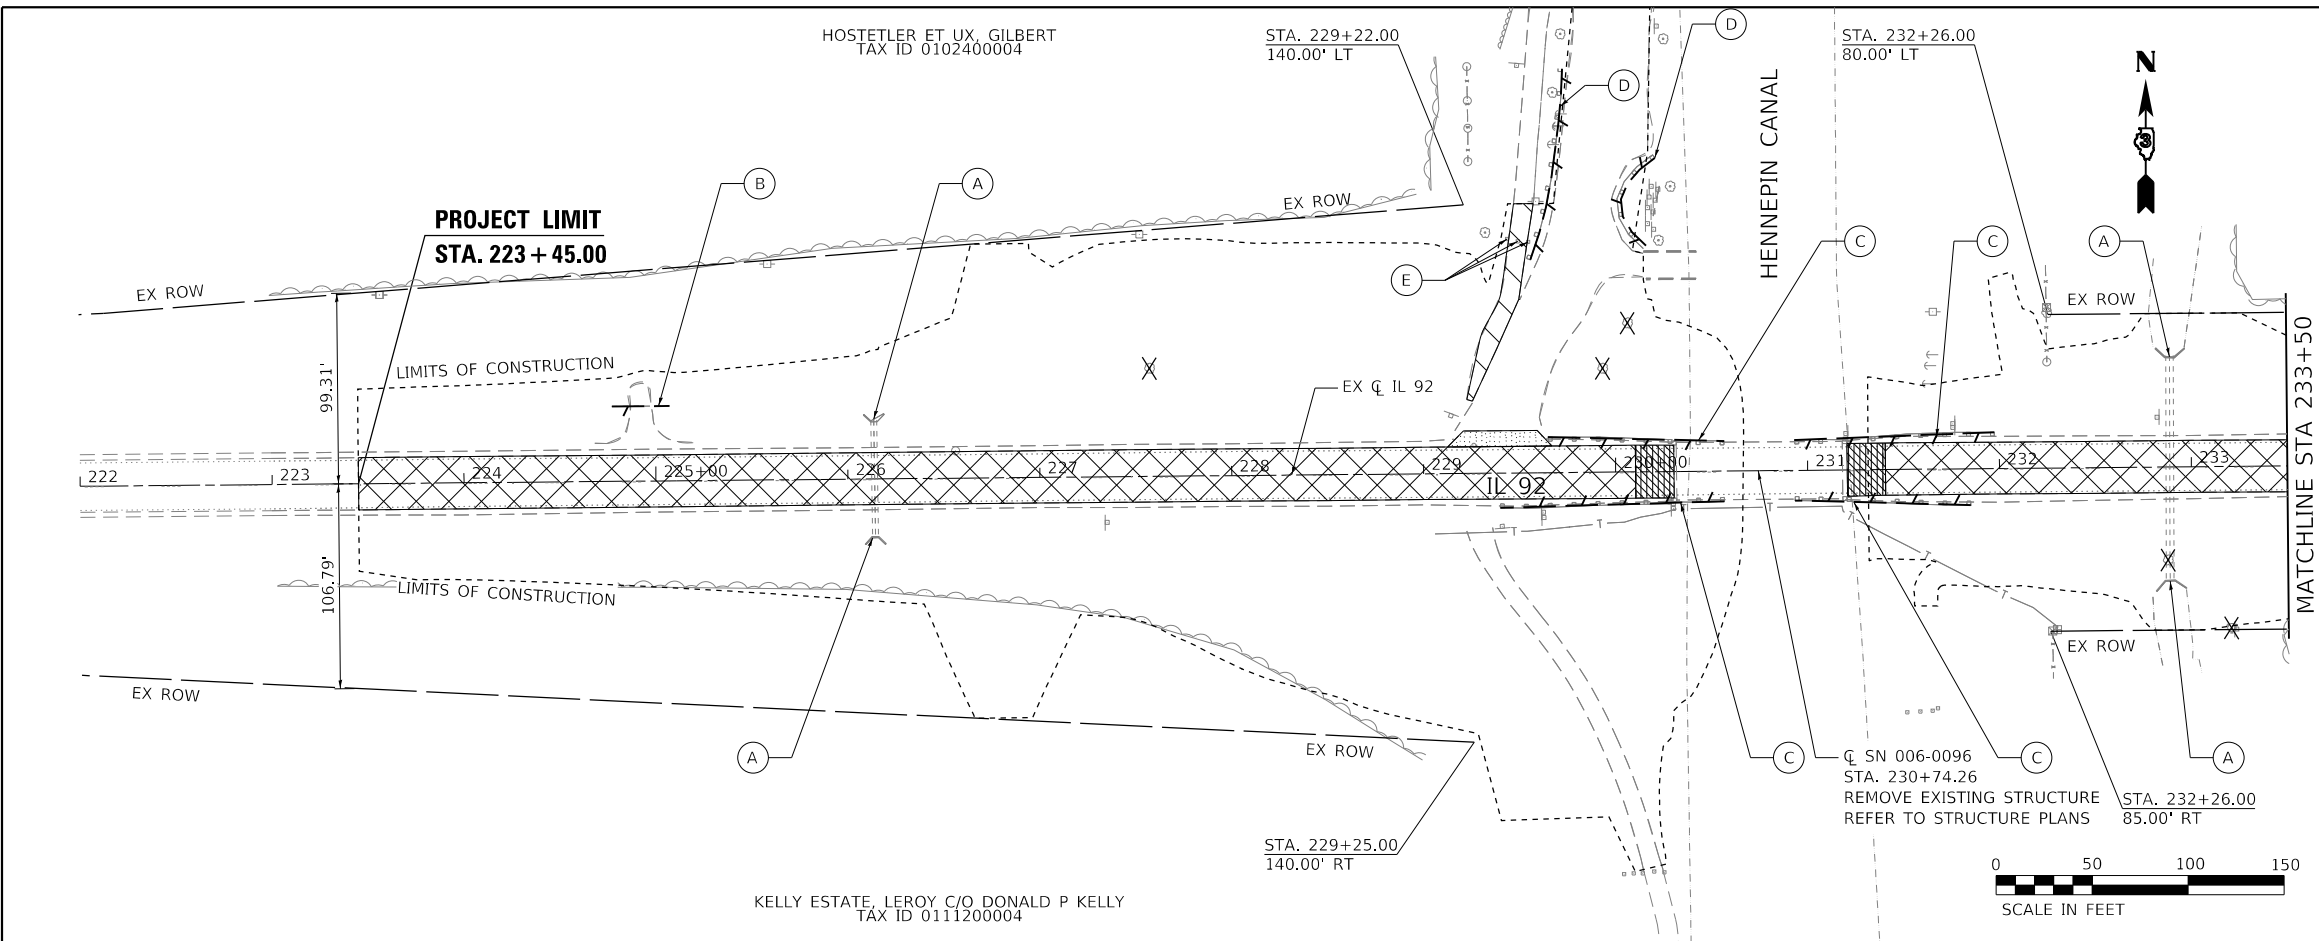 HOSTETLER ET UX, GILBERT
TAX ID 0102400004
STA. 229+22.00
140.00' LT
D
STA. 232+26.00
80.00' LT
N
3
D
HENNEPIN CANAL
B
A
EX ROW
PROJECT LIMIT
STA. 223+45.00
C
C
A
E
EX ROW
EX ROW
LIMITS OF CONSTRUCTION
99.31'
EX ℄ IL 92
MATCHLINE STA 233+50
222
223
224
225+00
226
227
228
229
230+00
231
232
233
IL 92
106.79'
LIMITS OF CONSTRUCTION
EX ROW
EX ROW
EX ROW
A
C
℄ SN 006-0096
STA. 230+74.26
REMOVE EXISTING STRUCTURE
REFER TO STRUCTURE PLANS
C
A
STA. 232+26.00
85.00' RT
STA. 229+25.00
140.00' RT
0 50 100 150
SCALE IN FEET
KELLY ESTATE, LEROY C/O DONALD P KELLY
TAX ID 0111200004